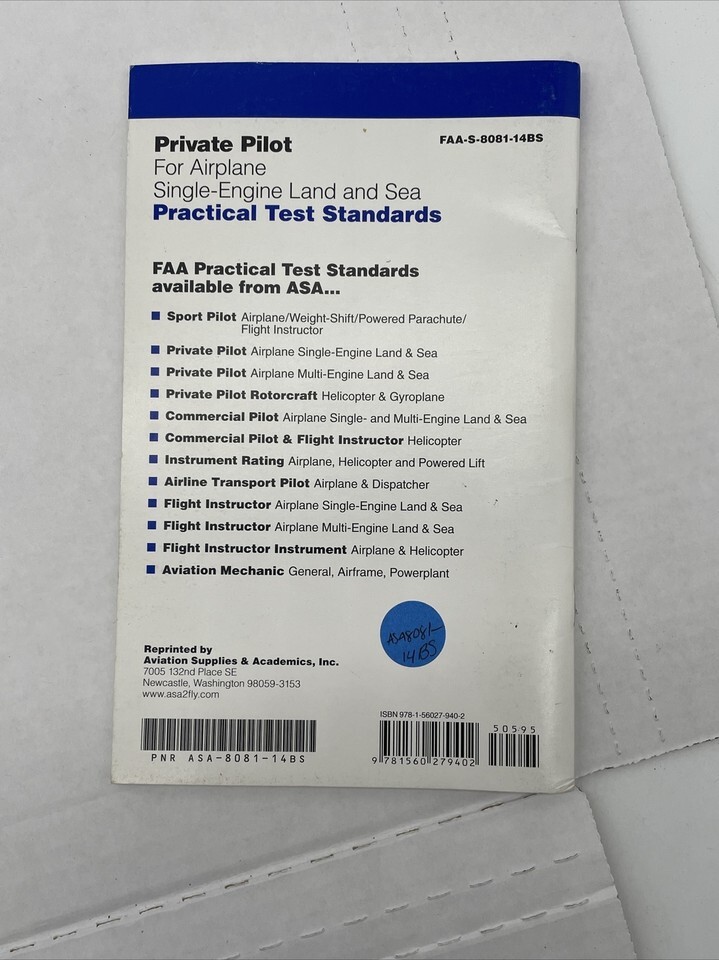 Private Pilot
FAA-S-8081-14BS
For Airplane
Single-Engine Land and Sea
Practical Test Standards
FAA Practical Test Standards
available from ASA...
■ Sport Pilot Airplane/Weight-Shift/Powered Parachute/
Flight Instructor
■ Private Pilot Airplane Single-Engine Land & Sea
■ Private Pilot Airplane Multi-Engine Land & Sea
■ Private Pilot Rotorcraft Helicopter & Gyroplane
■ Commercial Pilot Airplane Single- and Multi-Engine Land & Sea
■ Commercial Pilot & Flight Instructor Helicopter
■ Instrument Rating Airplane, Helicopter and Powered Lift
■ Airline Transport Pilot Airplane & Dispatcher
■ Flight Instructor Airplane Single-Engine Land & Sea
■ Flight Instructor Airplane Multi-Engine Land & Sea
■ Flight Instructor Instrument Airplane & Helicopter
■ Aviation Mechanic General, Airframe, Powerplant
ASA8081-
14BS
Reprinted by
Aviation Supplies & Academics, Inc.
7005 132nd Place SE
Newcastle, Washington 98059-3153
www.asa2fly.com
PNR ASA-8081-14BS
ISBN 978-1-56027-940-2
50595
9 781560 279402